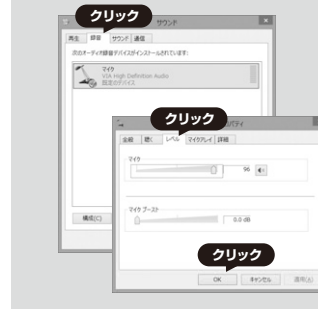 クリック
サウンド
再生 録音 サウンド 通信
次のオーディオ録音デバイスがインストールされています:
マイク
VIA High Definition Audio
既定のデバイス
構成(C)
クリック
プロパティ
全般 聴く レベル マイクアレイ 詳細
マイク
96
マイク ブースト
0.0 dB
クリック
OK キャンセル 適用(A)